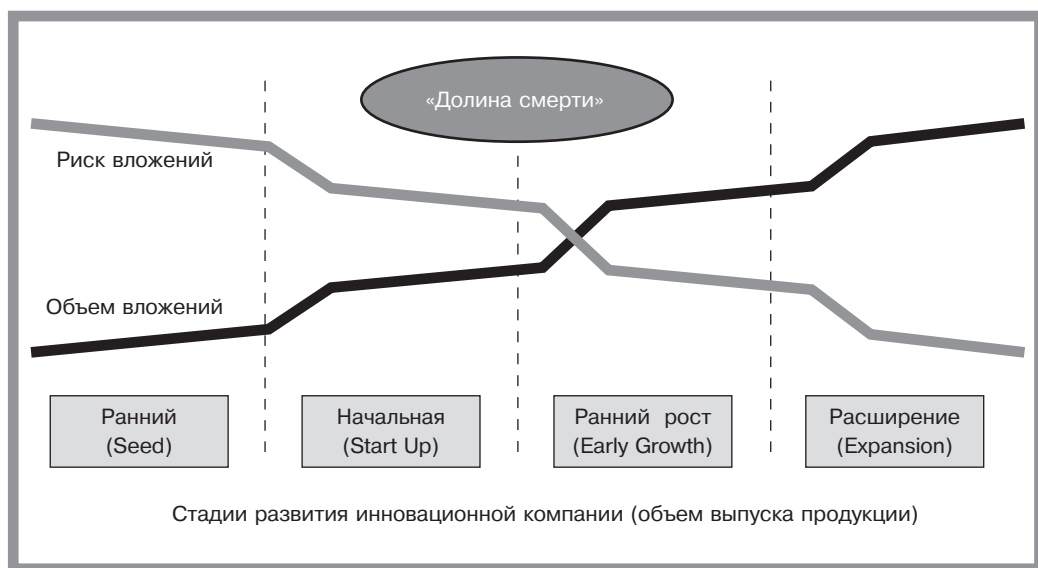 «Долина смерти»
Риск вложений
Объем вложений
Ранний
(Seed)
Начальная
(Start Up)
Ранний рост
(Early Growth)
Расширение
(Expansion)
Стадии развития инновационной компании (объем выпуска продукции)